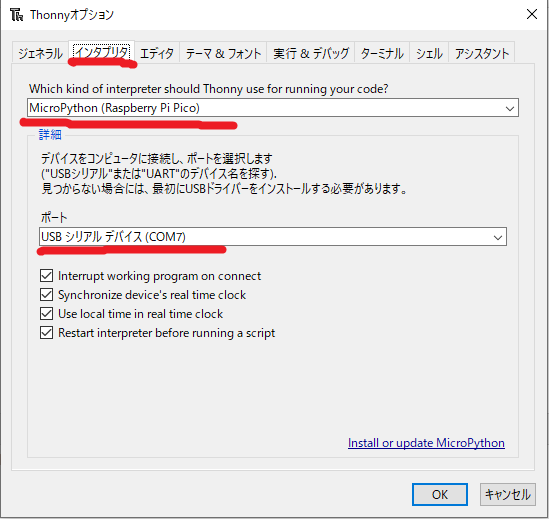 Thonnyオプション
ジェネラル インタプリタ エディタ テーマ & フォント 実行 & デバッグ ターミナル シェル アシスタント
Which kind of interpreter should Thonny use for running your code?
MicroPython (Raspberry Pi Pico)
詳細
デバイスをコンピュータに接続し、ポートを選択します
("USBシリアル"または"UART"のデバイス名を探す).
見つからない場合には、最初にUSBドライバーをインストールする必要があります。
ポート
USB シリアル デバイス (COM7)
Interrupt working program on connect
Synchronize device's real time clock
Use local time in real time clock
Restart interpreter before running a script
Install or update MicroPython
OK キャンセル